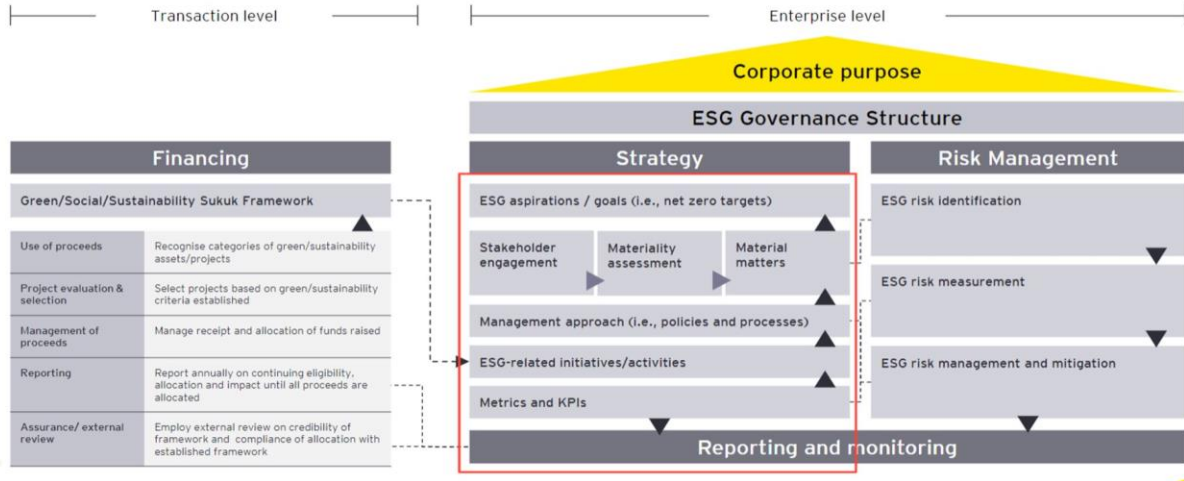 Transaction level
Enterprise level
Corporate purpose
ESG Governance Structure
Financing
Strategy
Risk Management
Green/Social/Sustainability Sukuk Framework
Use of proceeds
Recognise categories of green/sustainability
assets/projects
Project evaluation &
selection
Select projects based on green/sustainability
criteria established
Management of
proceeds
Manage receipt and allocation of funds raised
Reporting
Report annually on continuing eligibility,
allocation and impact until all proceeds are
allocated
Assurance/ external
review
Employ external review on credibility of
framework and compliance of allocation with
established framework
ESG aspirations / goals (i.e., net zero targets)
Stakeholder
engagement
Materiality
assessment
Material
matters
Management approach (i.e., policies and processes)
ESG-related initiatives/activities
Metrics and KPIs
ESG risk identification
ESG risk measurement
ESG risk management and mitigation
Reporting and monitoring